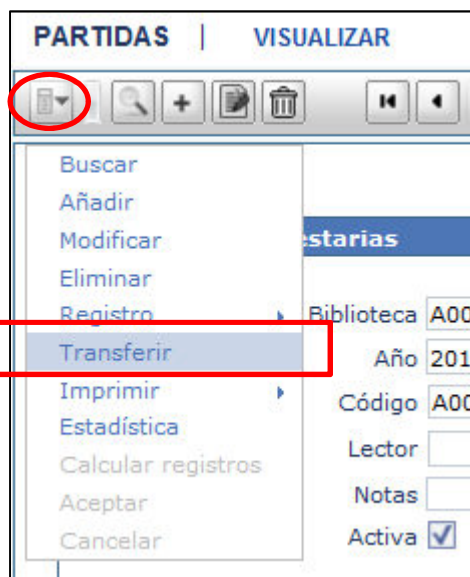 PARTIDAS | VISUALIZAR
Buscar
Añadir
Modificar
estarias
Eliminar
Registro
Biblioteca A00
Transferir
Año 201
Imprimir
Código A00
Estadística
Lector
Calcular registros
Aceptar
Notas
Cancelar
Activa